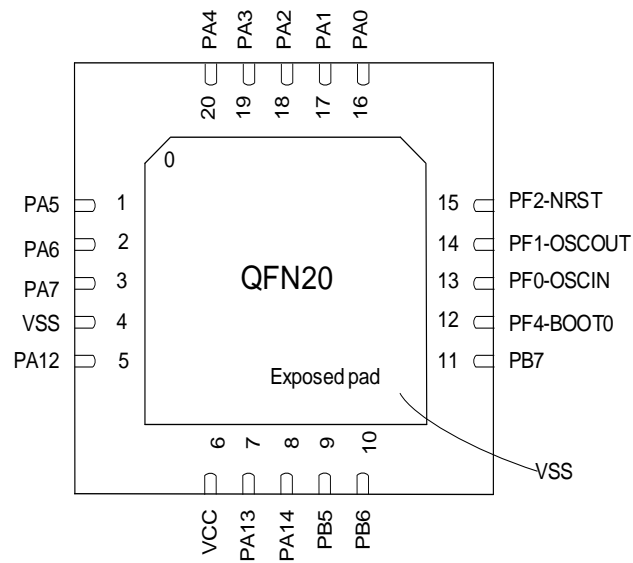 PA4
PA3
PA2
PA1
PA0
20
19
18
17
16
0
PA5 1
PA6 2
PA7 3
VSS 4
PA12 5
QFN20
Exposed pad
15 PF2-NRST
14 PF1-OSCOUT
13 PF0-OSCIN
12 PF4-BOOT0
11 PB7
6
7
8
9
10
VSS
VCC
PA13
PA14
PB5
PB6